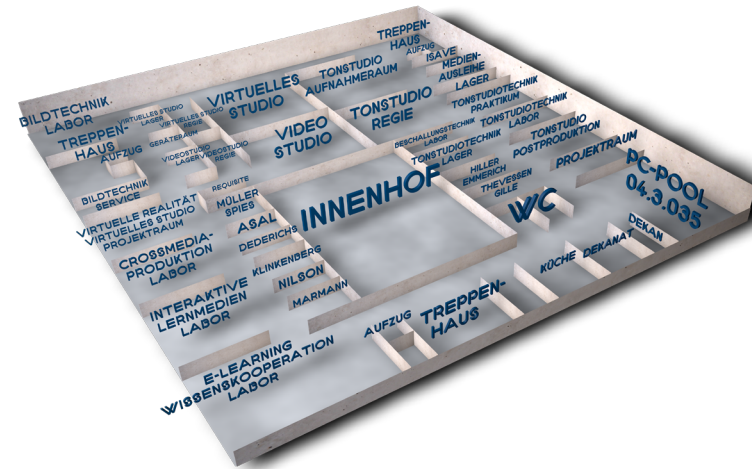 TREPPEN-
HAUS
AUFZUG
ISAVE
MEDIEN-
AUSLEIHE
LAGER
TONSTUDIO
AUFNAHMERAUM
VIRTUELLES
STUDIO
TONSTUDIO
REGIE
TONSTUDIOTECHNIK
PRAKTIKUM
TONSTUDIOTECHNIK
LABOR
TONSTUDIO
POSTPRODUKTION
PROJEKTRAUM
PC-POOL
04.3.035
BILDTECHNIK
LABOR
TREPPEN-
HAUS
AUFZUG
VIRTUELLES STUDIO
LAGER
VIRTUELLES STUDIO
REGIE
GERÄTERAUM
VIDEOSTUDIO
LAGER
VIDEOSTUDIO
REGIE
VIDEO
STUDIO
BESCHALLUNGSTECHNIK
LABOR
TONSTUDIOTECHNIK
LAGER
HILLER
EMMERICH
THEVESSEN
GILLE
WC
REQUISITE
BILDTECHNIK
SERVICE
MÜLLER
SPIES
INNENHOF
VIRTUELLE REALITÄT
VIRTUELLES STUDIO
PROJEKTRAUM
ASAL
DEDERICHS
CROSSMEDIA-
PRODUKTION
LABOR
KLINKENBERG
NILSON
MARMANN
INTERAKTIVE
LERNMEDIEN
LABOR
DEKAN
DEKANAT
KÜCHE
TREPPEN-
HAUS
AUFZUG
E-LEARNING
WISSENSKOOPERATION
LABOR